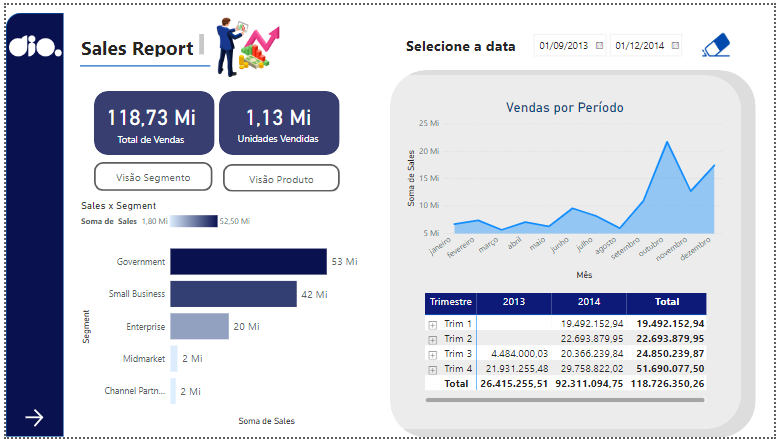 dio.
Sales Report
Selecione a data
01/09/2013
01/12/2014
118,73 Mi
Total de Vendas
1,13 Mi
Unidades Vendidas
Visão Segmento
Visão Produto
Sales x Segment
Soma de Sales 1,80 Mi 52,50 Mi
Segment
Government 53 Mi
Small Business 42 Mi
Enterprise 20 Mi
Midmarket 2 Mi
Channel Partn... 2 Mi
Soma de Sales
Vendas por Período
Soma de Sales
25 Mi
20 Mi
15 Mi
10 Mi
5 Mi
janeiro fevereiro março abril maio junho julho agosto setembro outubro novembro dezembro
Mês
Trimestre 2013 2014 Total
Trim 1 19.492.152,94 19.492.152,94
Trim 2 22.693.879,95 22.693.879,95
Trim 3 4.484.000,03 20.366.239,84 24.850.239,87
Trim 4 21.931.255,48 29.758.822,02 51.690.077,50
Total 26.415.255,51 92.311.094,75 118.726.350,26